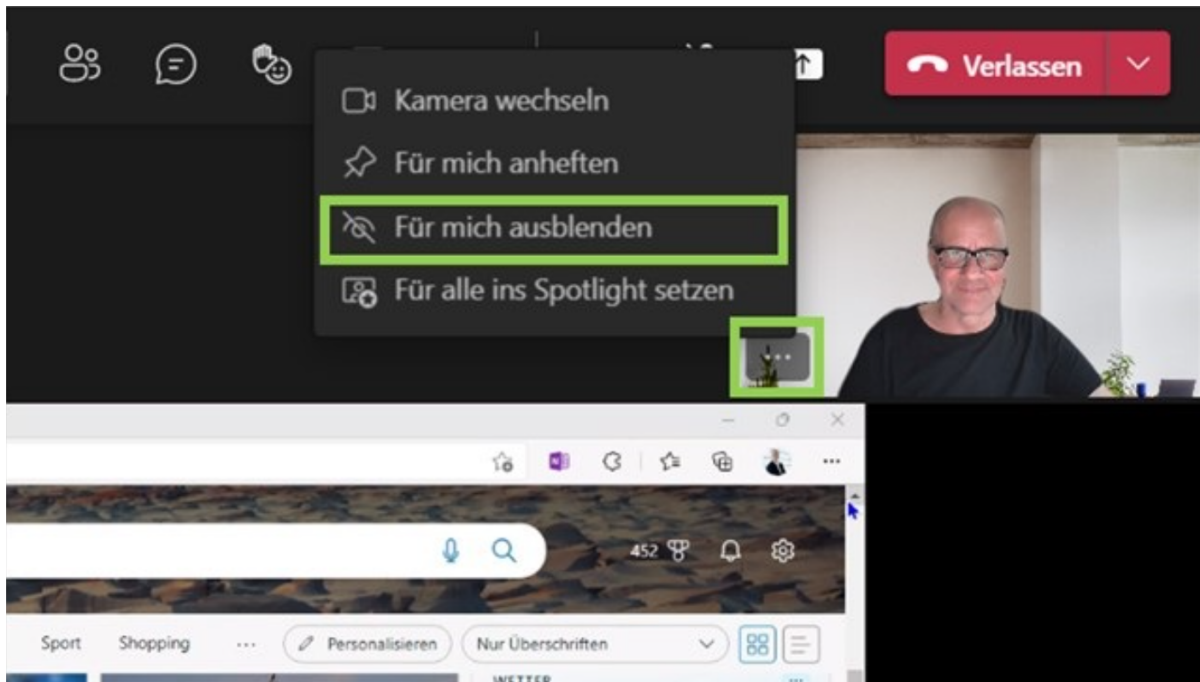 Verlassen
Kamera wechseln
Für mich anheften
Für mich ausblenden
Für alle ins Spotlight setzen
452
Sport Shopping ... Personalisieren Nur Überschriften
WETTER